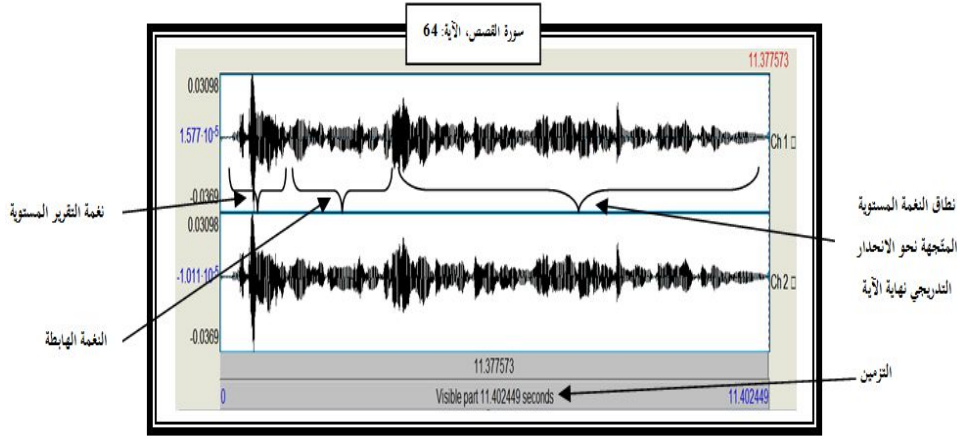 سورة القصص، الآية: 64
11.377573
0.03098
1.577·10-5
-0.0369
Ch 1
نغمة التقرير المستوية
نطاق النغمة المستوية
المتّجهة نحو الانحدار
التدريجي نهاية الآية
0.03098
-1.011·10-5
-0.0369
Ch 2
النغمة الهابطة
11.377573
التزمين
0
Visible part 11.402449 seconds
11.402449